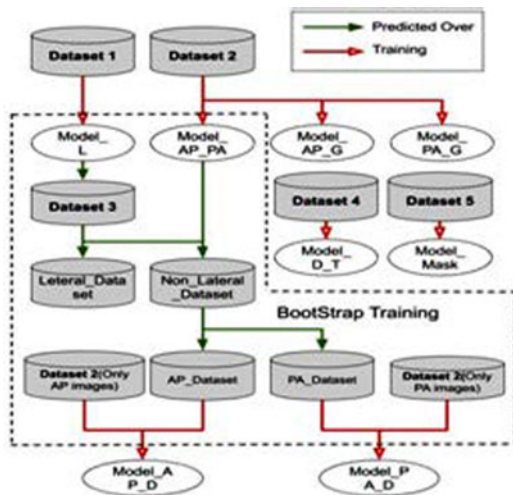 Predicted Over
Training
Dataset 1
Dataset 2
Model_
L
Model_
AP_PA
Model_
AP_G
Model_
PA_G
Dataset 3
Dataset 4
Dataset 5
Model_
D_T
Model_
Mask
Leteral_Data
set
Non_Lateral
_Dataset
BootStrap Training
Dataset 2(Only
AP images)
AP_Dataset
PA_Dataset
Dataset 2(Only
PA images)
Model_A
P_D
Model_P
A_D